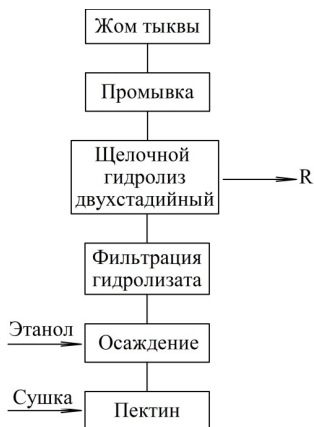 Жом тыквы
Промывка
Щелочной
гидролиз
двухстадийный
R
Фильтрация
гидролизата
Этанол
Осаждение
Сушка
Пектин